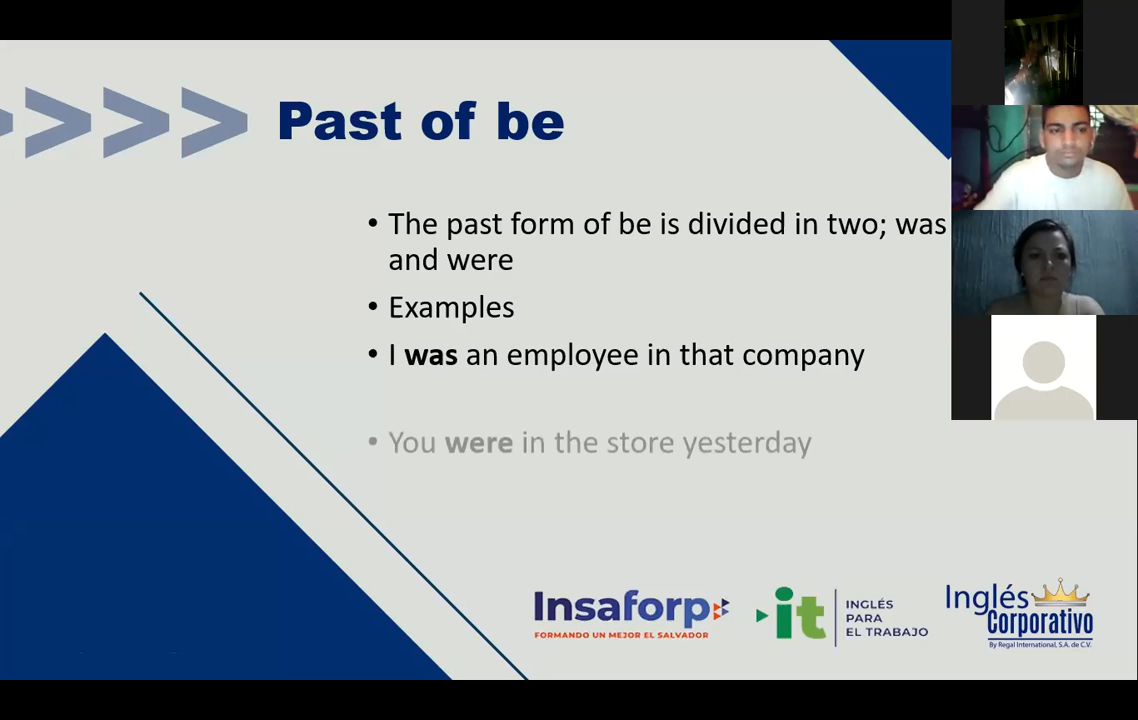 Past of be
• The past form of be is divided in two; was
and were
• Examples
• I was an employee in that company
• You were in the store yesterday
Insaforp
FORMANDO UN MEJOR EL SALVADOR
it
INGLÉS
PARA
EL TRABAJO
Inglés
Corporativo
By Regal International, S.A. de C.V.